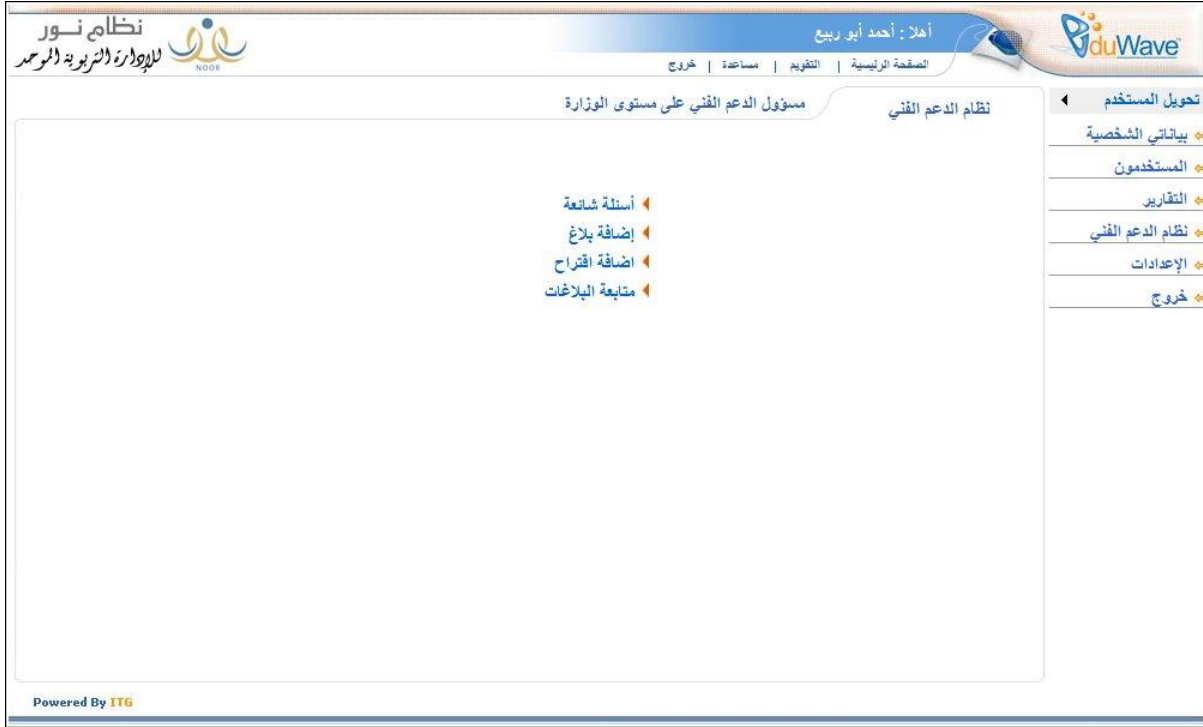 نظام نور
للإدارة التربوية الموحد
NOOR
أهلا : أحمد أبو ربيع
الصفحة الرئيسية | التقويم | مساعدة | خروج
EduWave
تحويل المستخدم
بياناتي الشخصية
المستخدمون
التقارير
نظام الدعم الفني
الإعدادات
خروج
نظام الدعم الفني
مسؤول الدعم الفني على مستوى الوزارة
أسئلة شائعة
إضافة بلاغ
اضافة اقتراح
متابعة البلاغات
Powered By ITG